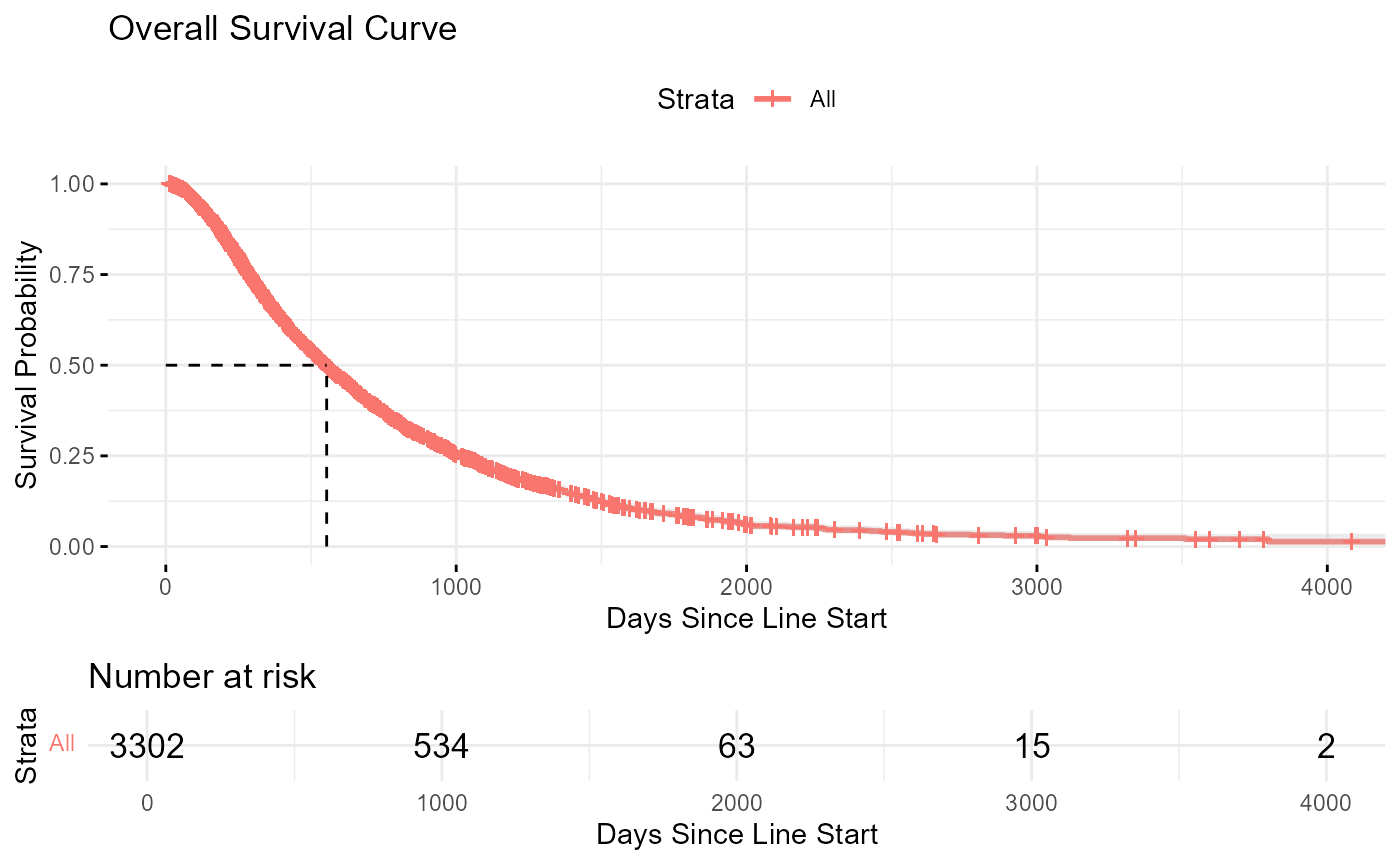 Overall Survival Curve
Strata All
Survival Probability
1.00
0.75
0.50
0.25
0.00
0 1000 2000 3000 4000
Days Since Line Start
Number at risk
Strata
All 3302 534 63 15 2
0 1000 2000 3000 4000
Days Since Line Start